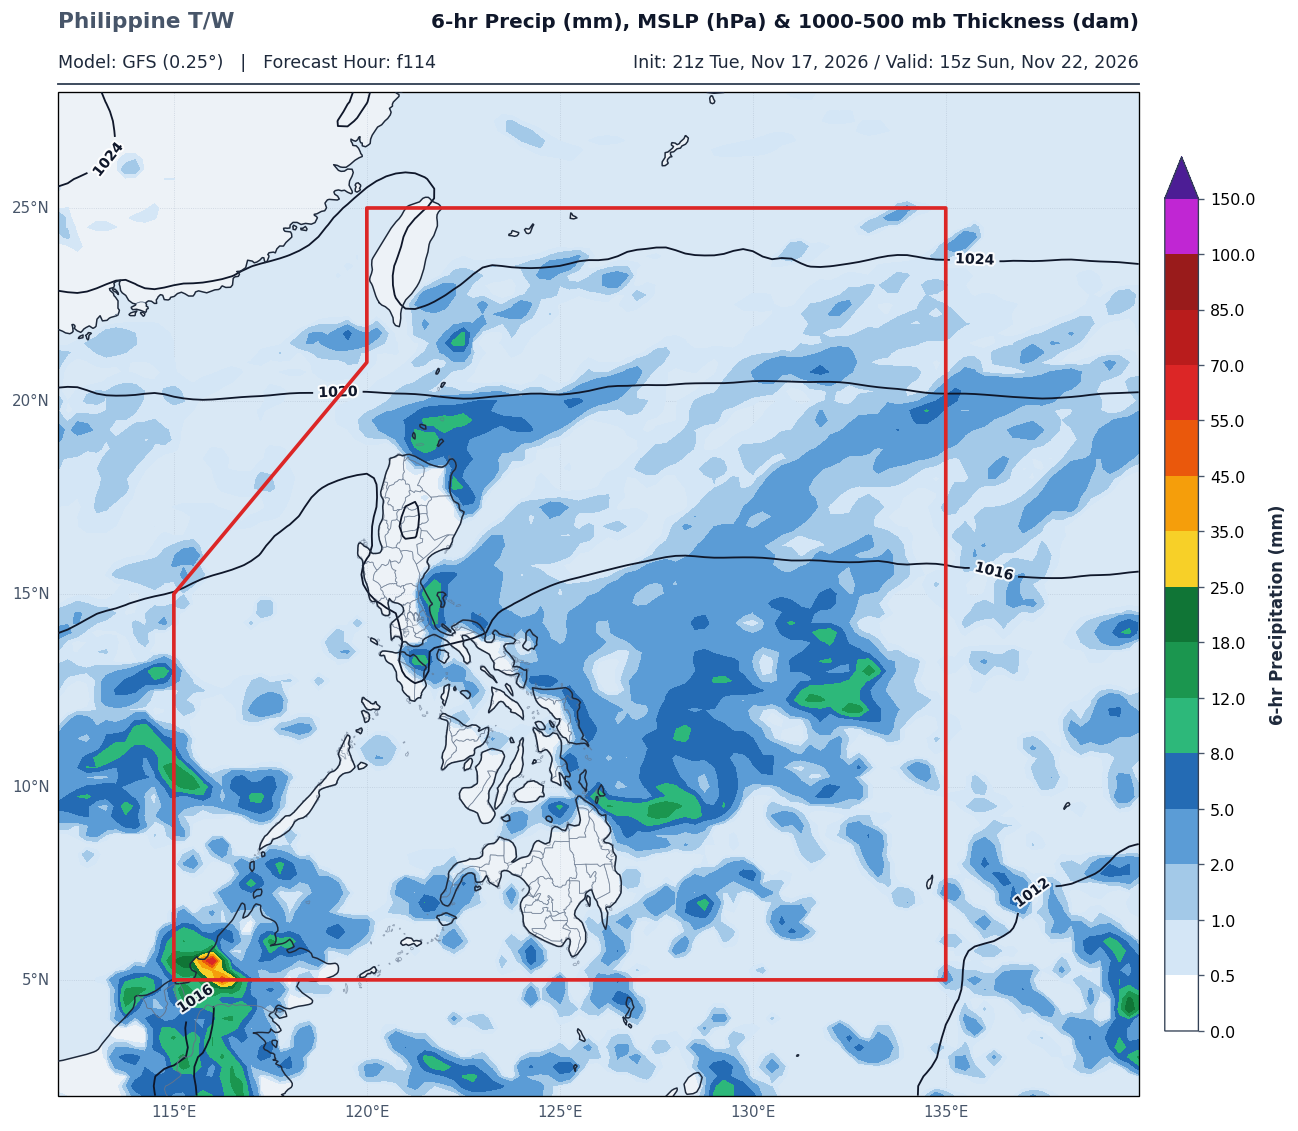 Philippine T/W
6-hr Precip (mm), MSLP (hPa) & 1000-500 mb Thickness (dam)
Model: GFS (0.25°) | Forecast Hour: f114
Init: 21z Tue, Nov 17, 2026 / Valid: 15z Sun, Nov 22, 2026
1024
1024
1020
1016
1012
1016
25°N
20°N
15°N
10°N
5°N
115°E
120°E
125°E
130°E
135°E
150.0
100.0
85.0
70.0
55.0
45.0
35.0
25.0
18.0
12.0
8.0
5.0
2.0
1.0
0.5
0.0
6-hr Precipitation (mm)